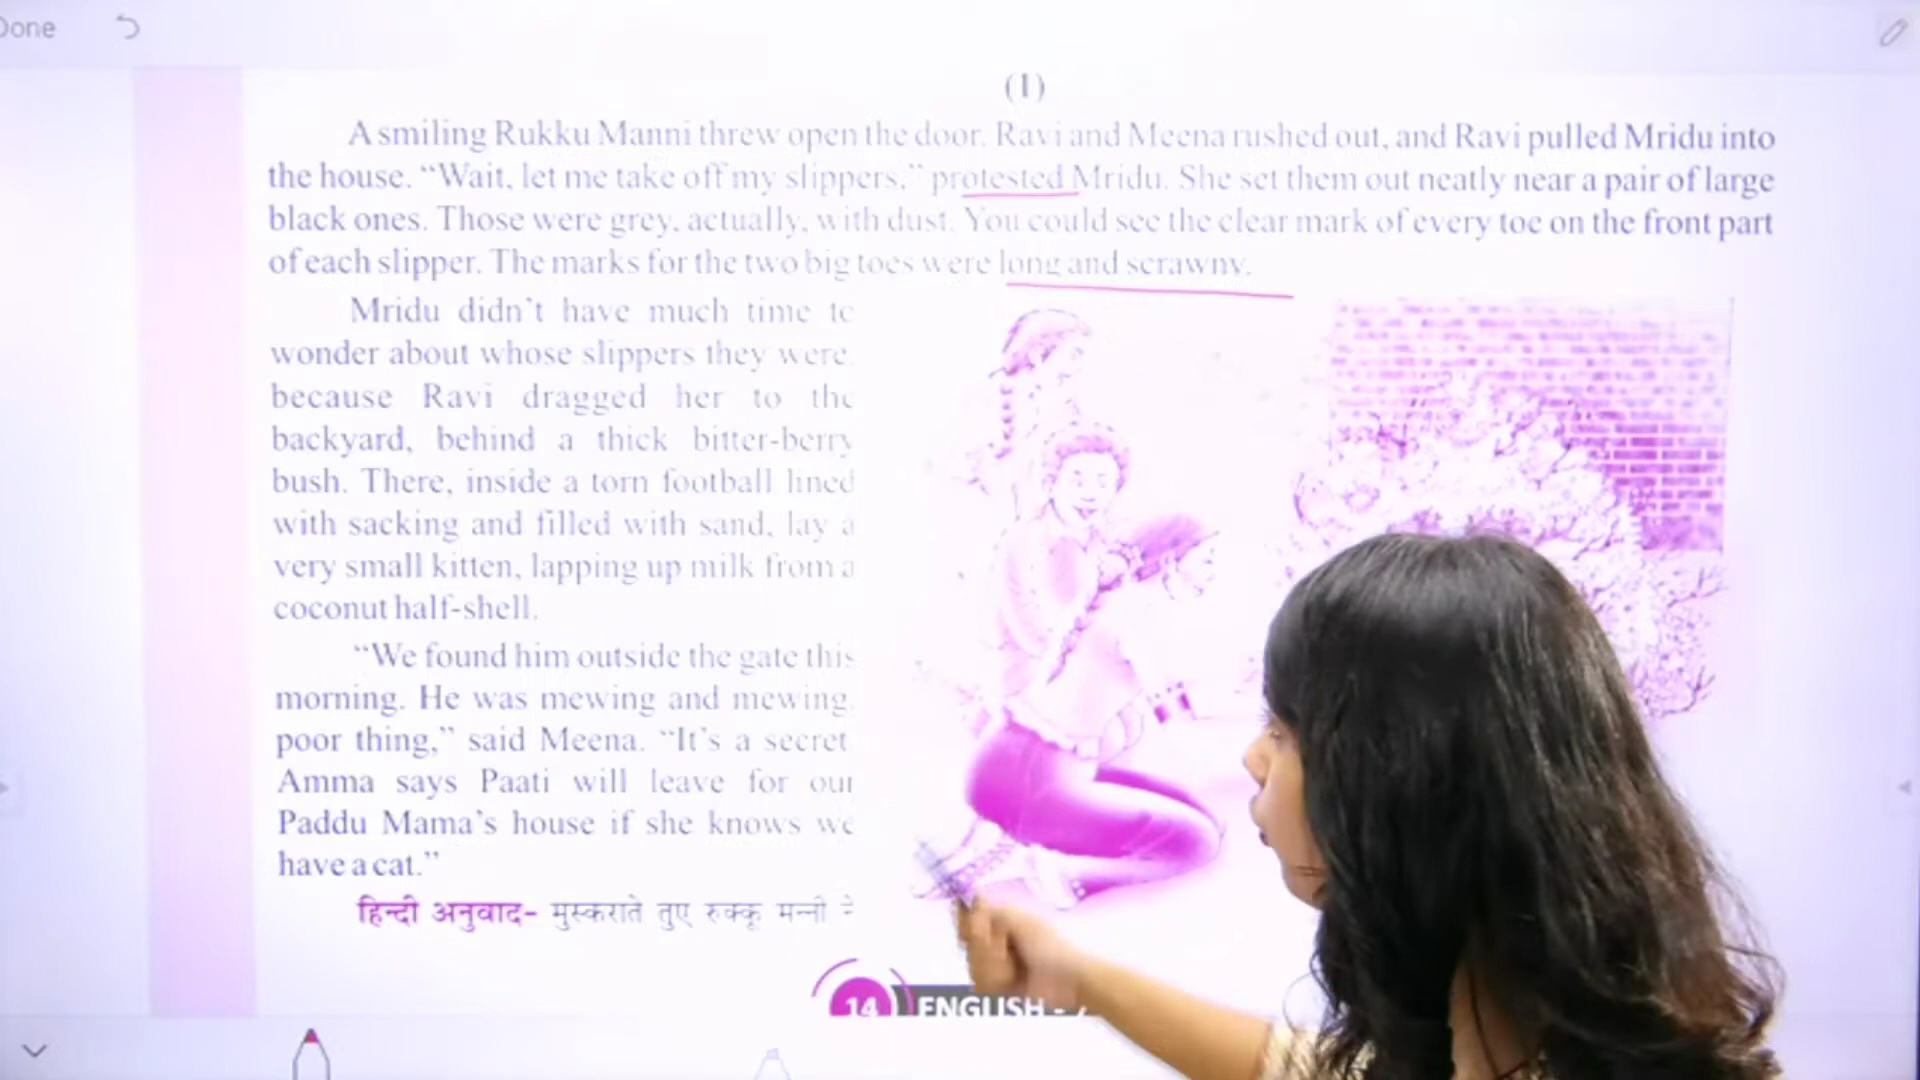 Done
(1)
A smiling Rukku Manni threw open the door. Ravi and Meena rushed out, and Ravi pulled Mridu into
the house. “Wait, let me take off my slippers,” protested Mridu. She set them out neatly near a pair of large
black ones. Those were grey, actually, with dust. You could see the clear mark of every toe on the front part
of each slipper. The marks for the two big toes were long and scrawny.
Mridu didn’t have much time to
wonder about whose slippers they were
because Ravi dragged her to the
backyard, behind a thick bitter-berry
bush. There, inside a torn football lined
with sacking and filled with sand, lay a
very small kitten, lapping up milk from a
coconut half-shell.
“We found him outside the gate this
morning. He was mewing and mewing,
poor thing,” said Meena. “It’s a secret.
Amma says Paati will leave for our
Paddu Mama’s house if she knows we
have a cat.”
हिन्दी अनुवाद- मुस्कराते तुए रुक्कू मन्नी ने
14 ENGLISH -